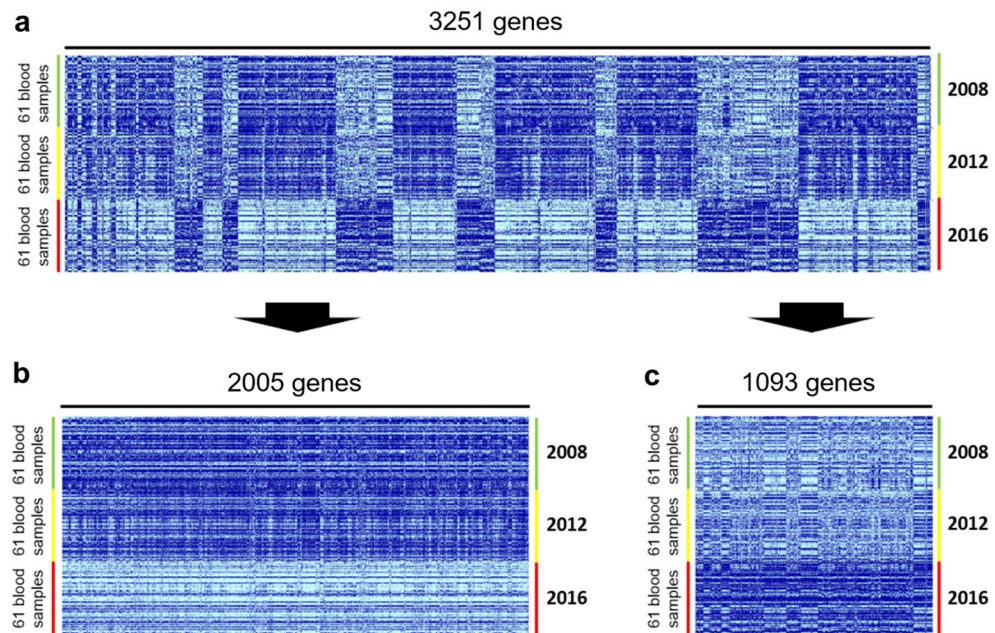 a
3251 genes
61 blood
samples
2008
61 blood
samples
2012
61 blood
samples
2016
b
2005 genes
61 blood
samples
2008
61 blood
samples
2012
61 blood
samples
2016
c
1093 genes
61 blood
samples
2008
61 blood
samples
2012
61 blood
samples
2016